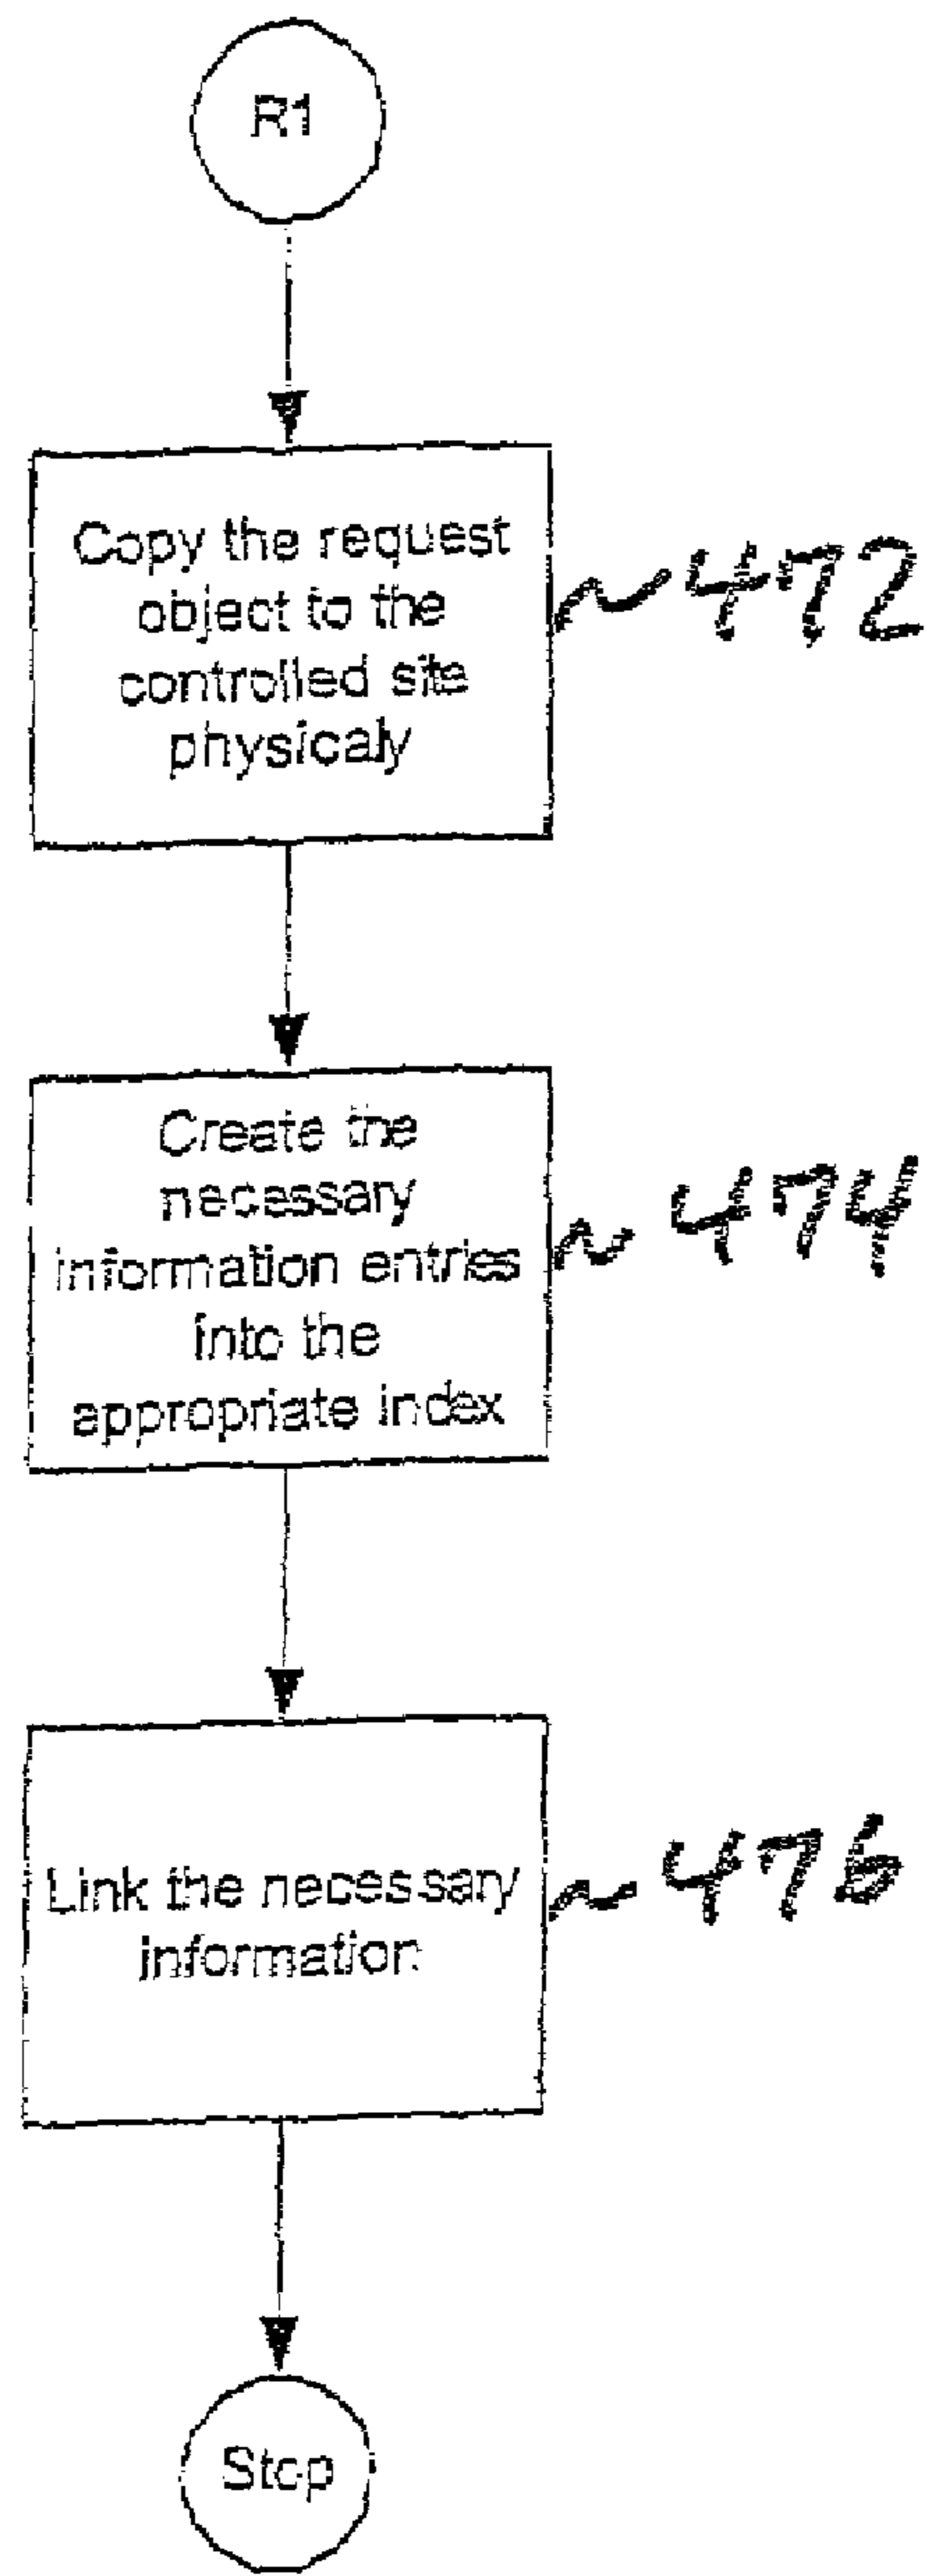 R1
Copy the request
object to the
controlled site
physicaly
~472
Create the
necessary
information entries
into the
appropriate index
~474
Link the necessary
information
~476
Stop